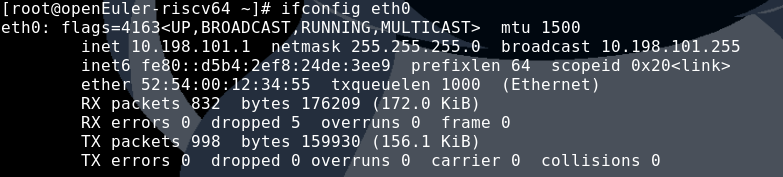 [root@openEuler-riscv64 ~]# ifconfig eth0
eth0: flags=4163<UP,BROADCAST,RUNNING,MULTICAST>  mtu 1500
        inet 10.198.101.1  netmask 255.255.255.0  broadcast 10.198.101.255
        inet6 fe80::d5b4:2ef8:24de:3ee9  prefixlen 64  scopeid 0x20<link>
        ether 52:54:00:12:34:55  txqueuelen 1000  (Ethernet)
        RX packets 832  bytes 176209 (172.0 KiB)
        RX errors 0  dropped 5  overruns 0  frame 0
        TX packets 998  bytes 159930 (156.1 KiB)
        TX errors 0  dropped 0 overruns 0  carrier 0  collisions 0